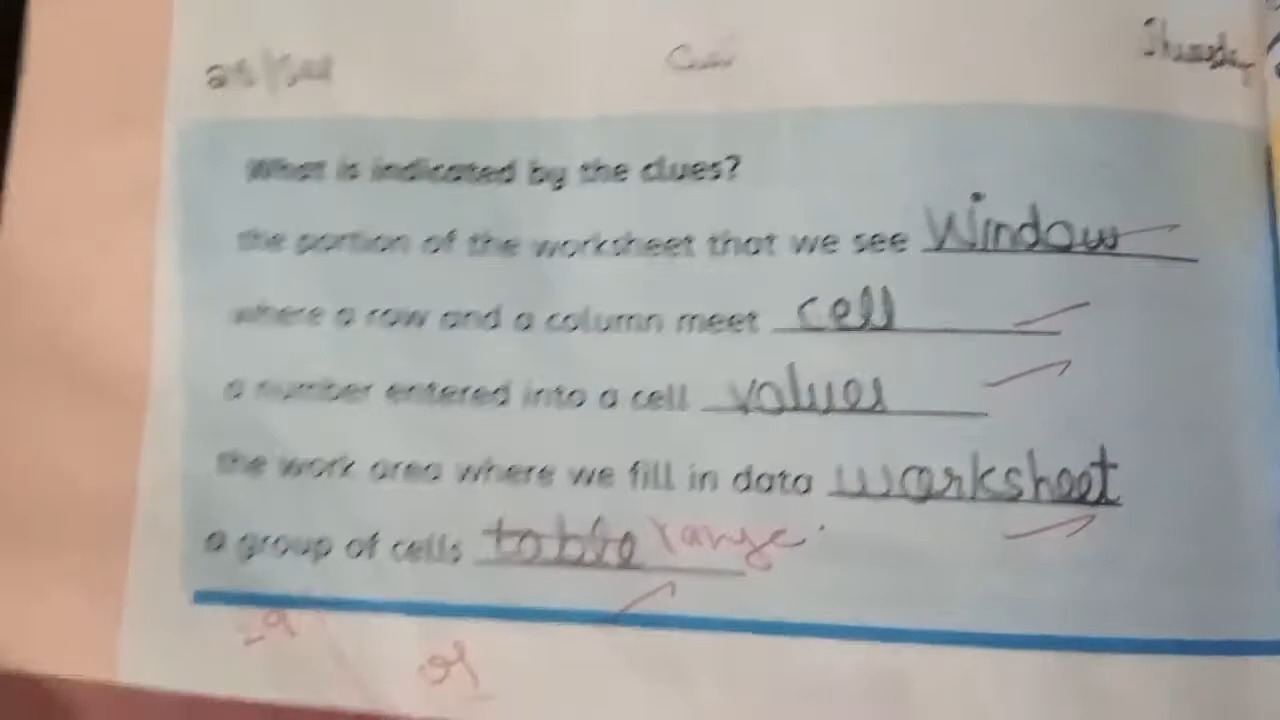 Thursday
What is indicated by the clues?
the portion of the worksheet that we see Window
where a row and a column meet cell
a number entered into a cell values
the work area where we fill in data worksheet
a group of cells table range